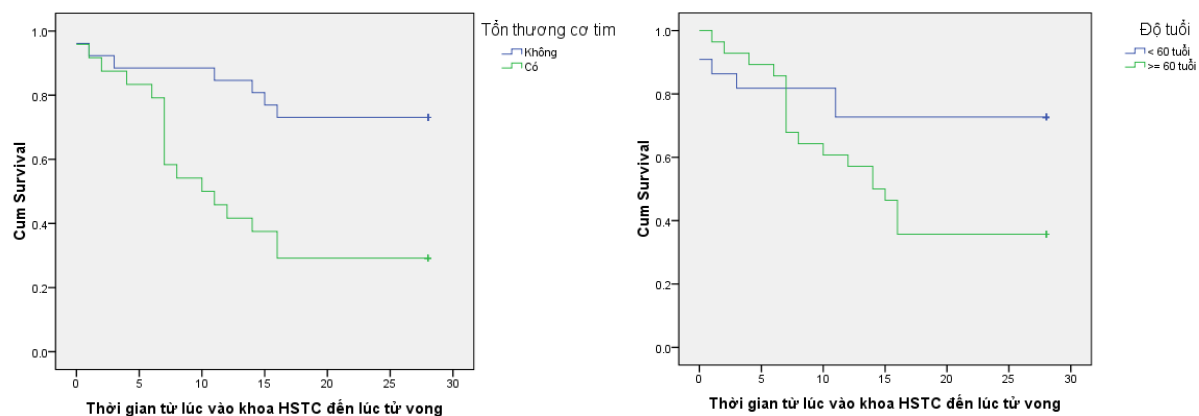 Tổn thương cơ tim
Không
Có
1.0
0.8
0.6
0.4
0.2
0.0
Cum Survival
0
5
10
15
20
25
30
Thời gian từ lúc vào khoa HSTC đến lúc tử vong
Độ tuổi
< 60 tuổi
>= 60 tuổi
1.0
0.8
0.6
0.4
0.2
0.0
Cum Survival
0
5
10
15
20
25
30
Thời gian từ lúc vào khoa HSTC đến lúc tử vong